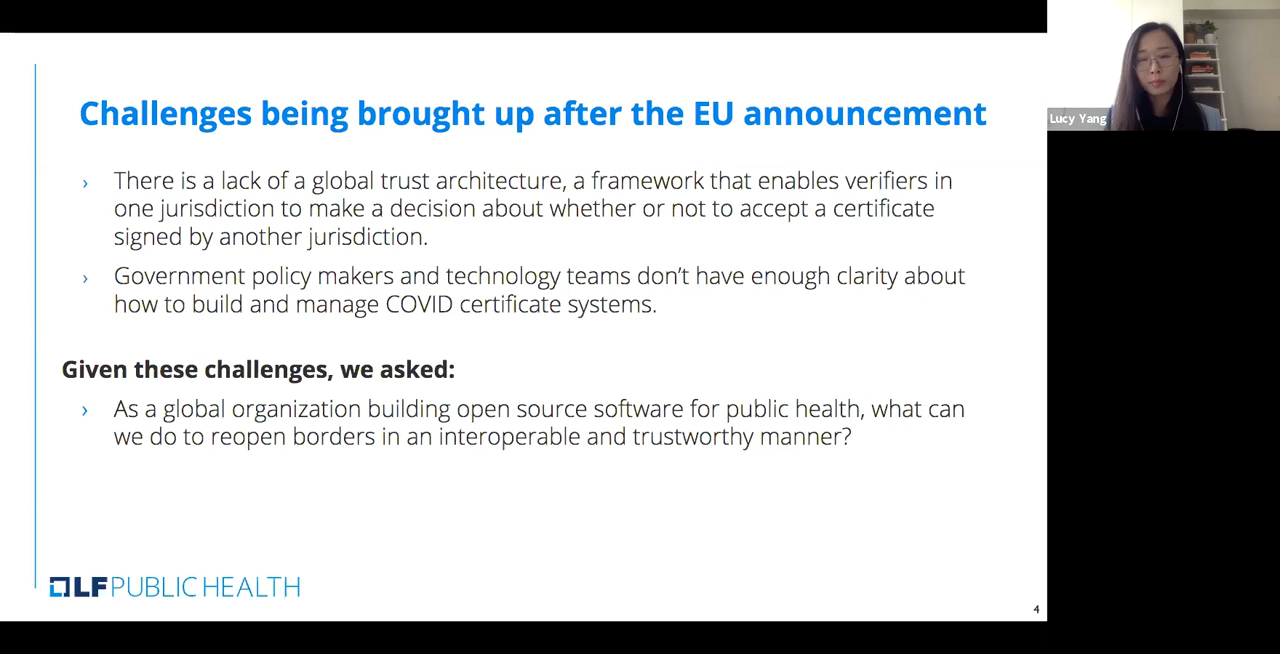 Challenges being brought up after the EU announcement
› There is a lack of a global trust architecture, a framework that enables verifiers in
one jurisdiction to make a decision about whether or not to accept a certificate
signed by another jurisdiction.
› Government policy makers and technology teams don’t have enough clarity about
how to build and manage COVID certificate systems.
Given these challenges, we asked:
› As a global organization building open source software for public health, what can
we do to reopen borders in an interoperable and trustworthy manner?
LF PUBLIC HEALTH
4
Lucy Yang